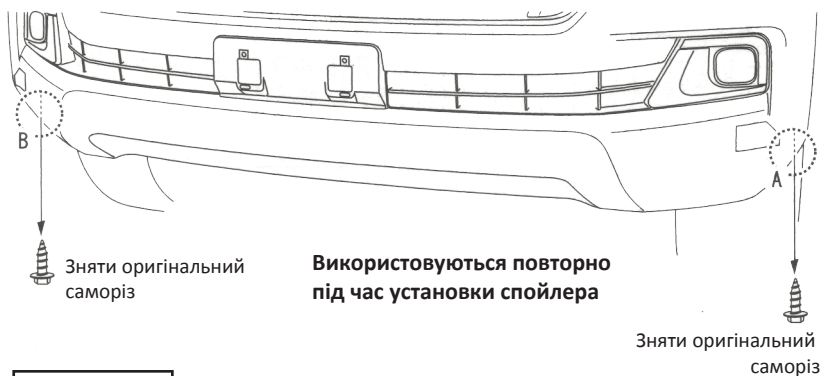 B
A
Зняти оригінальний
саморіз
Використовуються повторно
під час установки спойлера
Зняти оригінальний
саморіз